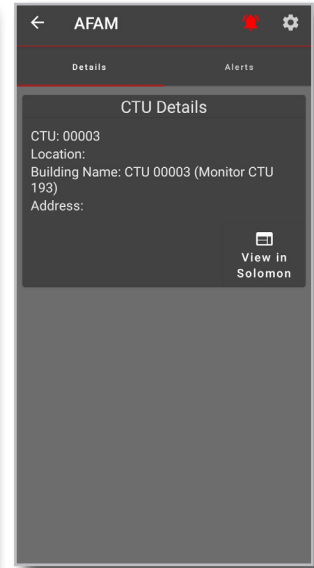 AFAM
Details Alerts
CTU Details
CTU: 00003
Location:
Building Name: CTU 00003 (Monitor CTU
193)
Address:
View in
Solomon